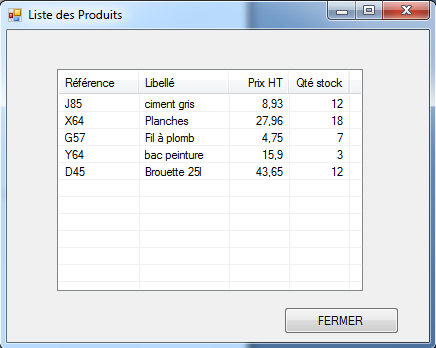 Liste des Produits
Référence Libellé Prix HT Qté stock
J85 ciment gris 8,93 12
X64 Planches 27,96 18
G57 Fil à plomb 4,75 7
Y64 bac peinture 15,9 3
D45 Brouette 25l 43,65 12
FERMER